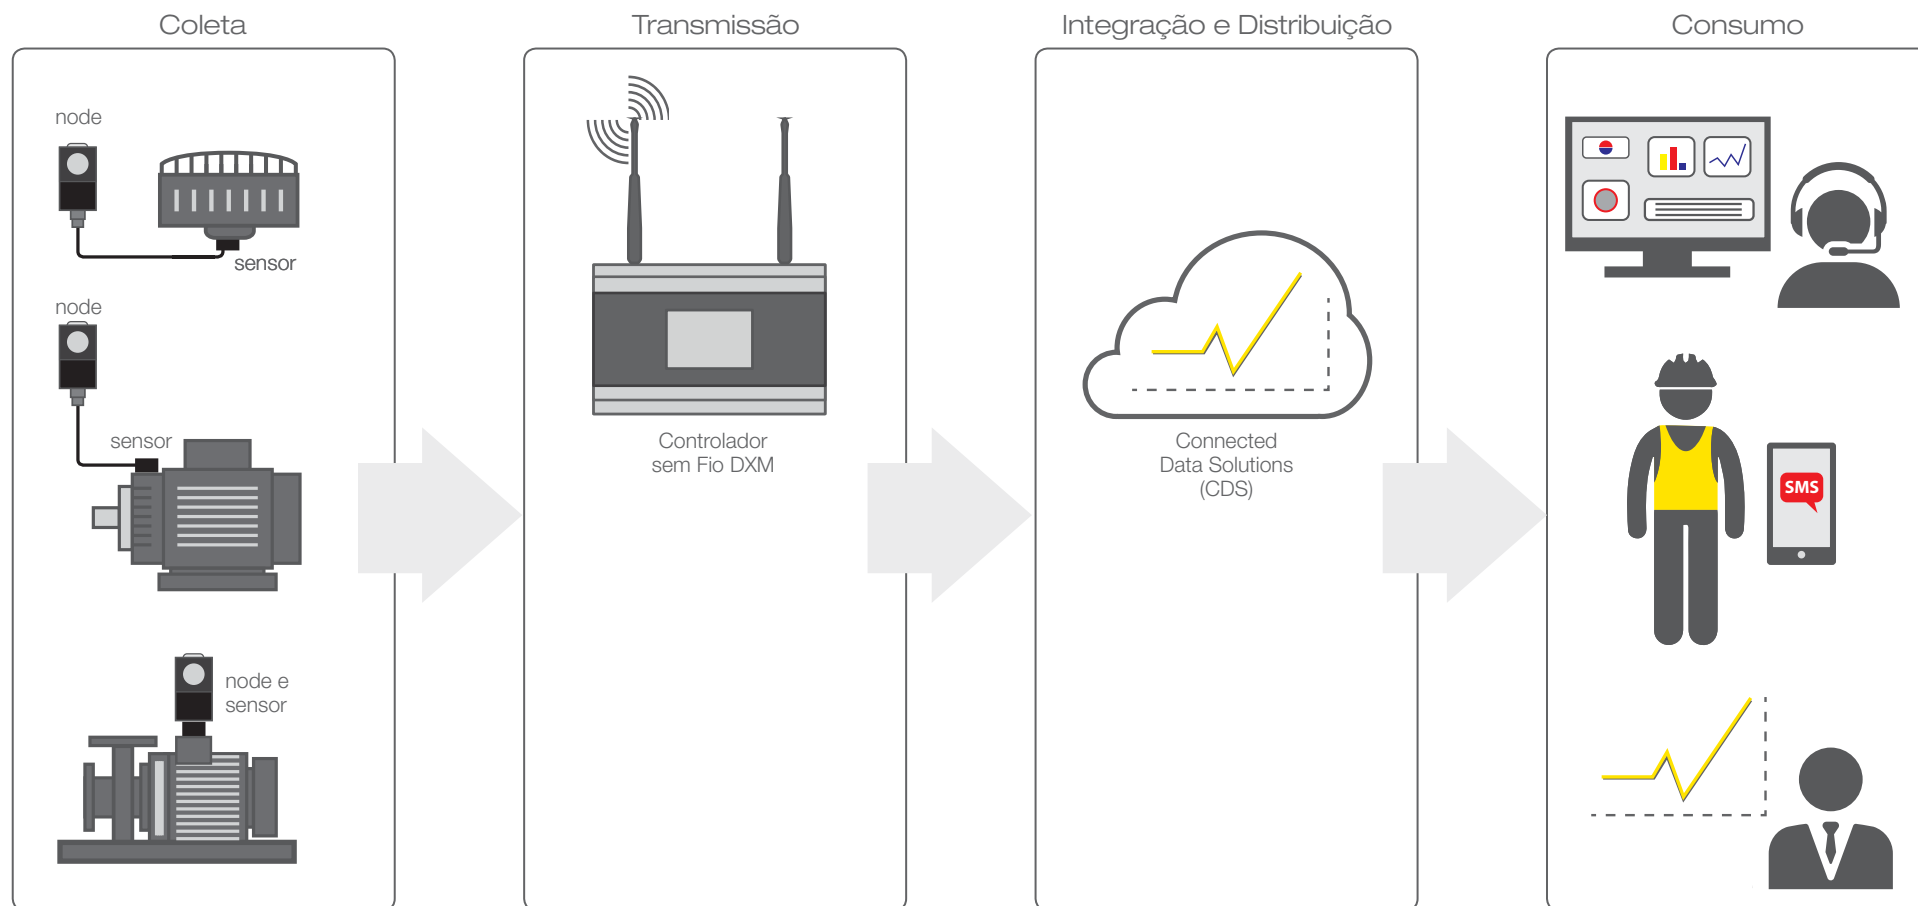 Coleta
node
sensor
node
sensor
node e
sensor
Transmissão
Controlador
sem Fio DXM
Integração e Distribuição
Connected
Data Solutions
(CDS)
Consumo
SMS